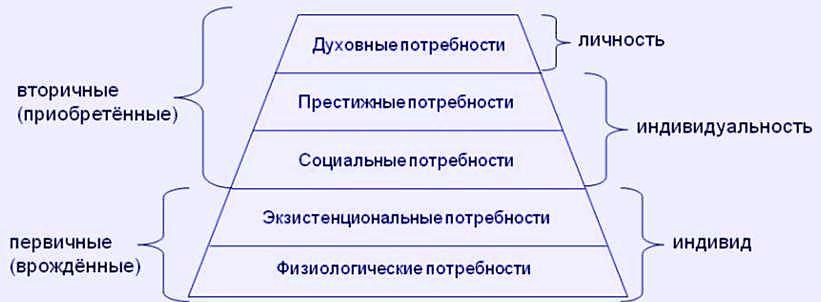 Духовные потребности
личность
вторичные
(приобретённые)
Престижные потребности
индивидуальность
Социальные потребности
Экзистенциональные потребности
первичные
(врождённые)
индивид
Физиологические потребности